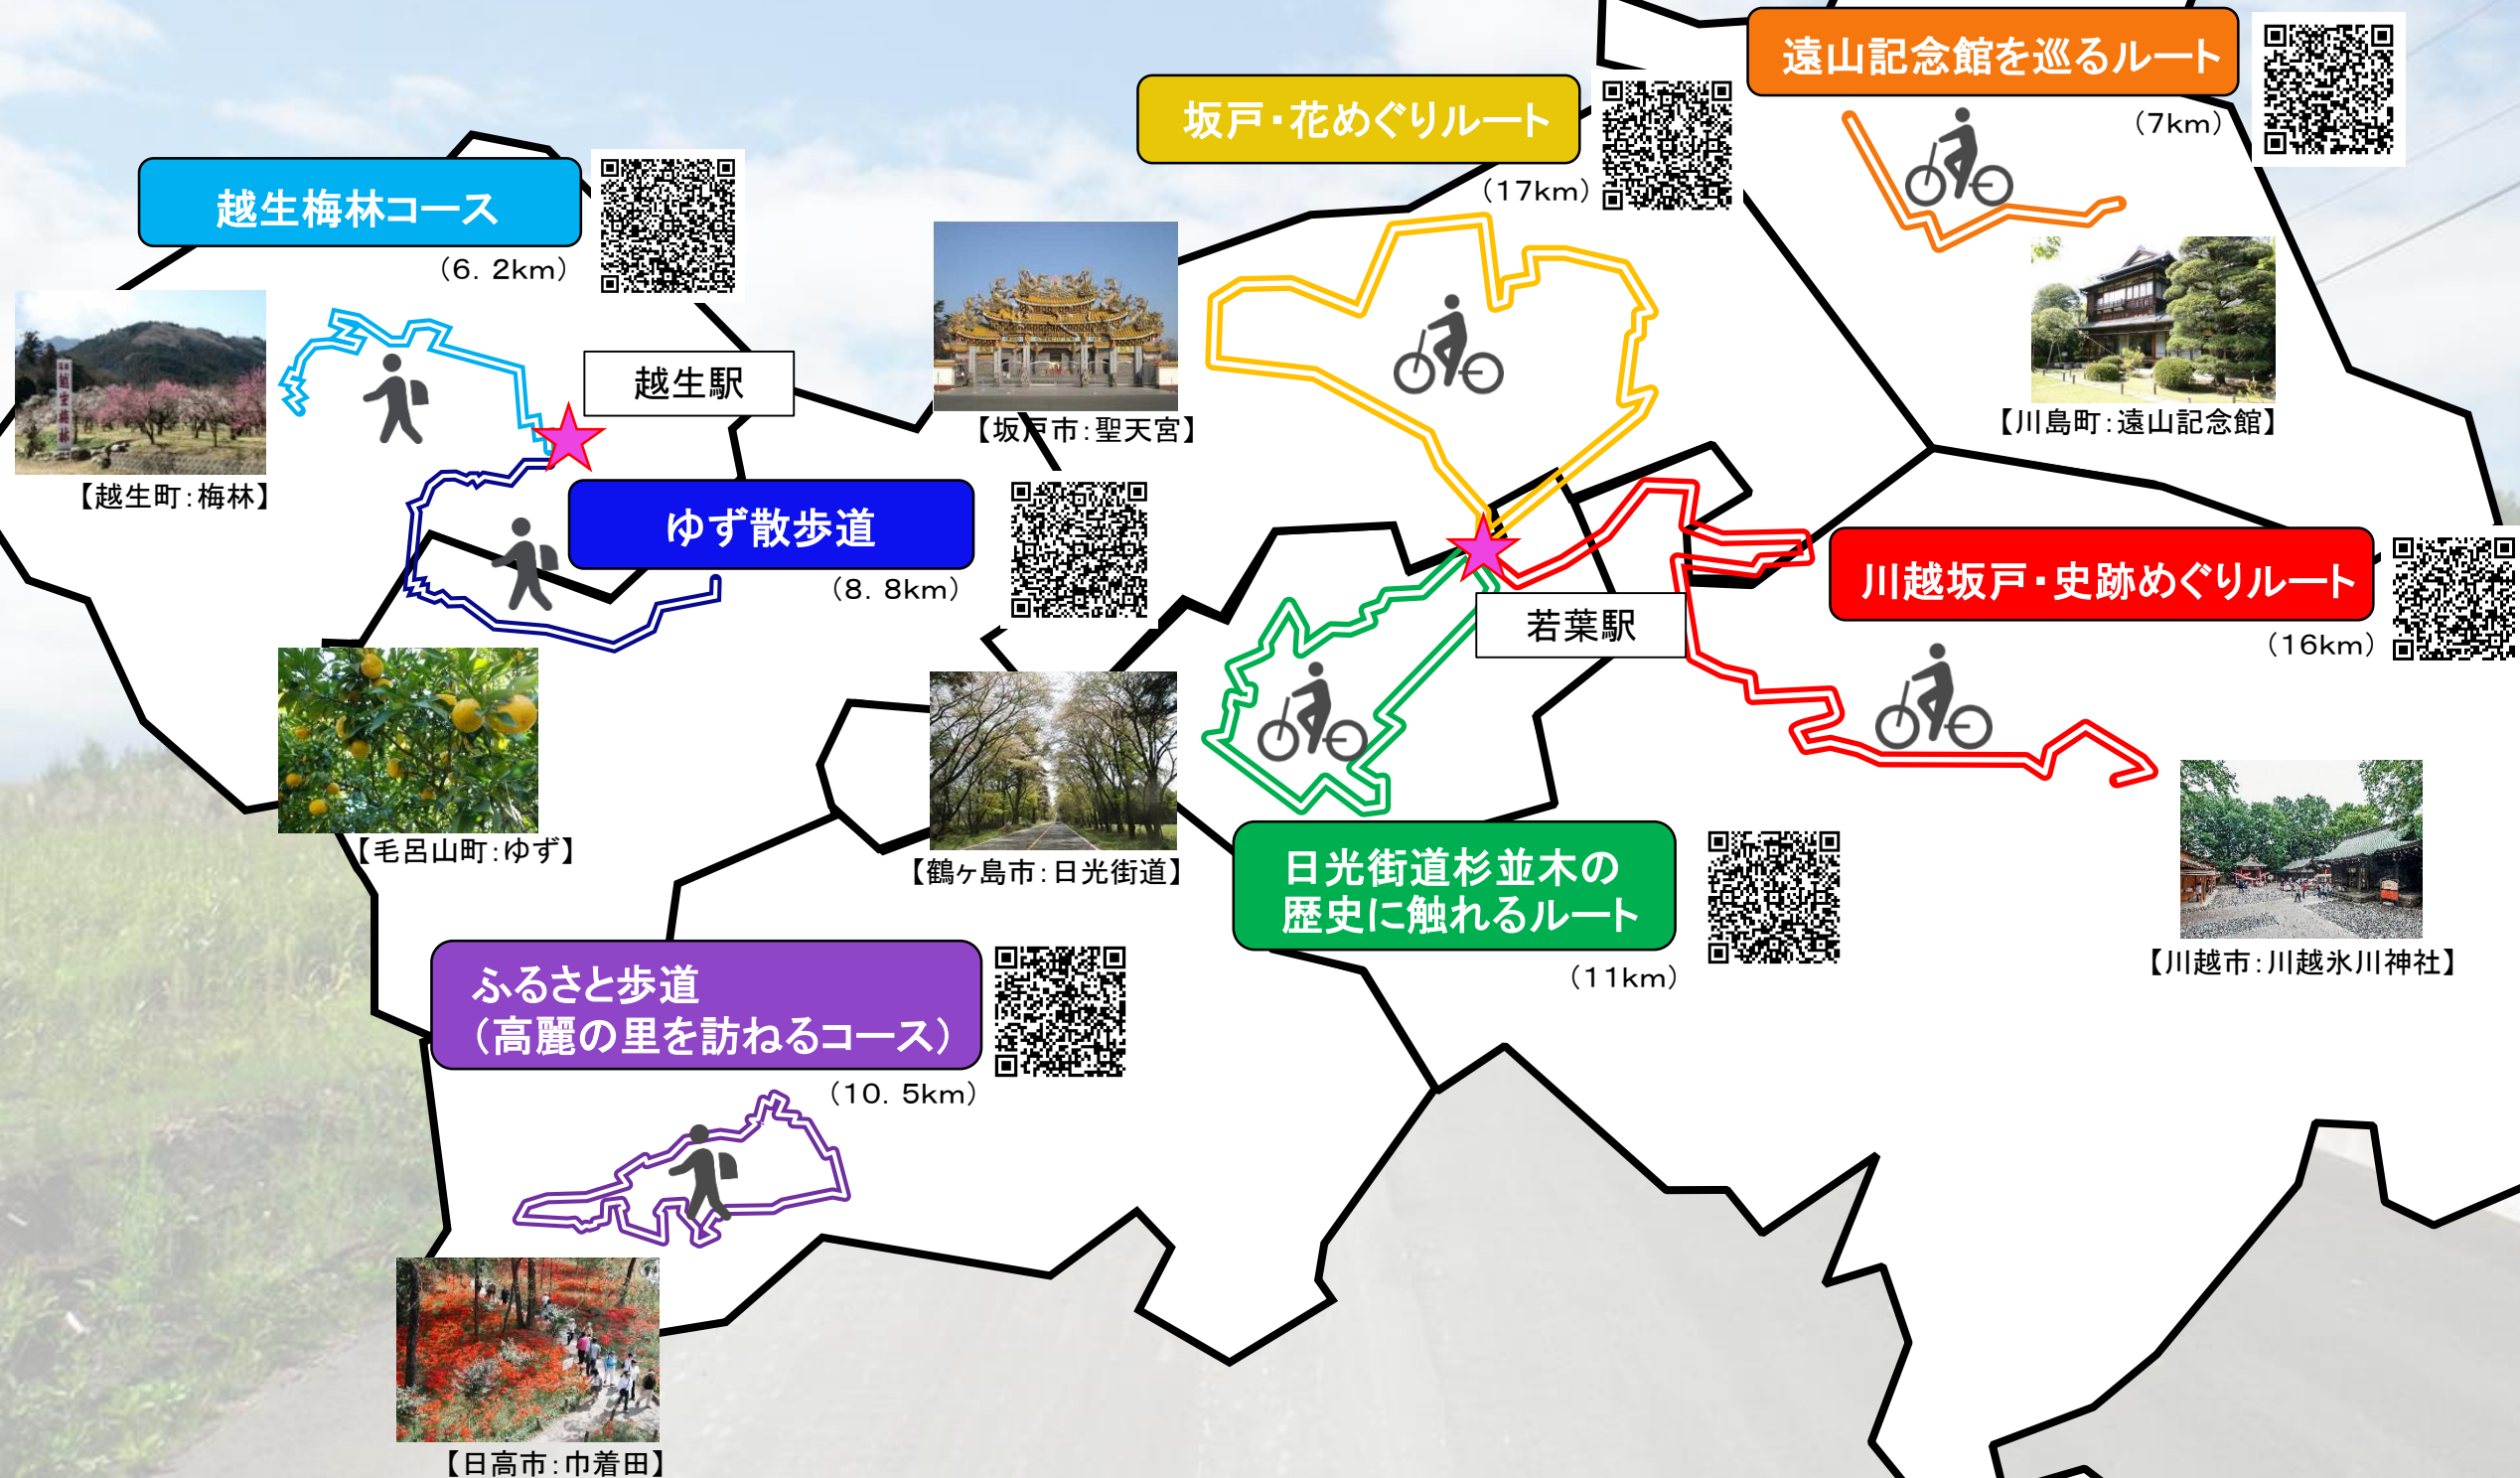 遠山記念館を巡るルート
(7km)
坂戸・花めぐりルート
(17km)
越生梅林コース
(6. 2km)
越生駅
越生梅林
【越生町:梅林】
【坂戸市:聖天宮】
【川島町:遠山記念館】
ゆず散歩道
(8. 8km)
川越坂戸・史跡めぐりルート
(16km)
若葉駅
【毛呂山町:ゆず】
【鶴ヶ島市:日光街道】
日光街道杉並木の
歴史に触れるルート
(11km)
【川越市:川越氷川神社】
ふるさと歩道
(高麗の里を訪ねるコース)
(10. 5km)
【日高市:巾着田】